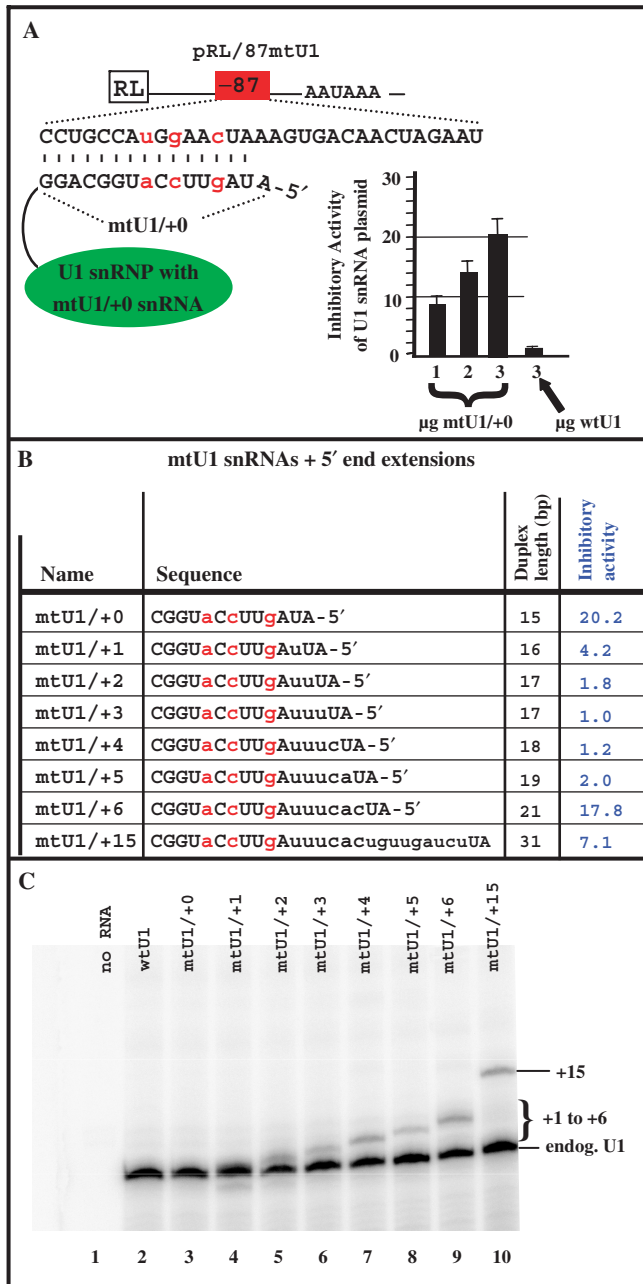 A
pRL/87mtU1
RL
−87
AAUAAA
CCUGCCAuGgAAcUAAAGUGACAACUAGAAU
GGACGGUaCcUUgAUA-5′
mtU1/+0
U1 snRNP with
mtU1/+0 snRNA
Inhibitory Activity
of U1 snRNA plasmid
30
20
10
0
1 2 3 3
µg mtU1/+0
µg wtU1
B
mtU1 snRNAs + 5′ end extensions
Name Sequence Duplex length (bp) Inhibitory activity
mtU1/+0 CGGUaCcUUgAUA-5′ 15 20.2
mtU1/+1 CGGUaCcUUgAuUA-5′ 16 4.2
mtU1/+2 CGGUaCcUUgAuuUA-5′ 17 1.8
mtU1/+3 CGGUaCcUUgAuuuUA-5′ 17 1.0
mtU1/+4 CGGUaCcUUgAuuucUA-5′ 18 1.2
mtU1/+5 CGGUaCcUUgAuuucaUA-5′ 19 2.0
mtU1/+6 CGGUaCcUUgAuuucacUA-5′ 21 17.8
mtU1/+15 CGGUaCcUUgAuuucacuguugaucuUA 31 7.1
C
no RNA
wtU1
mtU1/+0
mtU1/+1
mtU1/+2
mtU1/+3
mtU1/+4
mtU1/+5
mtU1/+6
mtU1/+15
+15
+1 to +6
endog. U1
1 2 3 4 5 6 7 8 9 10